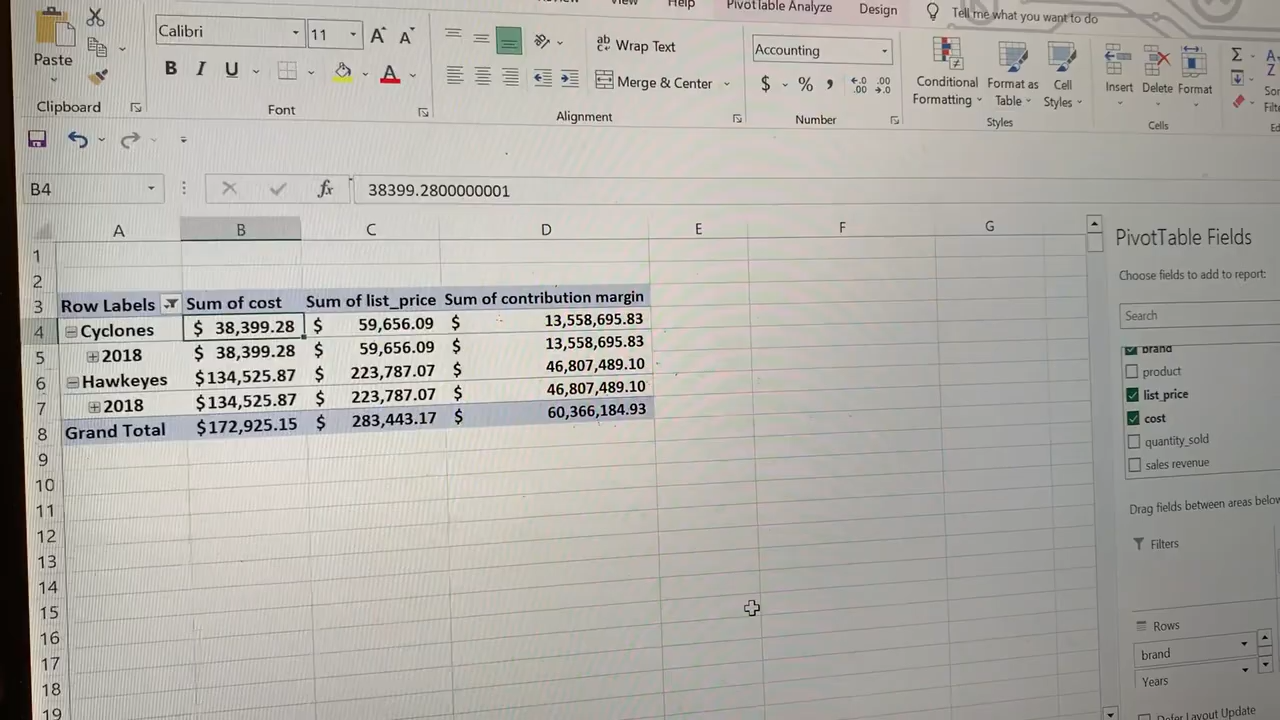 View Help PivotTable Analyze Design Tell me what you want to do
Paste
Clipboard
Calibri 11 A A
B I U A
Font
ab Wrap Text
Merge & Center
Alignment
Accounting
$ % , .00 .00
Number
Conditional Formatting
Format as Table
Cell Styles
Styles
Insert Delete Format
Cells
Σ
B4 fx 38399.2800000001
A B C D E F G
1
2
3 Row Labels Sum of cost Sum of list_price Sum of contribution margin
4 Cyclones $ 38,399.28 $ 59,656.09 $ 13,558,695.83
5 2018 $ 38,399.28 $ 59,656.09 $ 13,558,695.83
6 Hawkeyes $134,525.87 $ 223,787.07 $ 46,807,489.10
7 2018 $134,525.87 $ 223,787.07 $ 46,807,489.10
8 Grand Total $172,925.15 $ 283,443.17 $ 60,366,184.93
9
10
11
12
13
14
15
16
17
18
19
PivotTable Fields
Choose fields to add to report:
Search
brand
product
list_price
cost
quantity_sold
sales revenue
Drag fields between areas below
Filters
Rows
brand
Years
Defer Layout Update